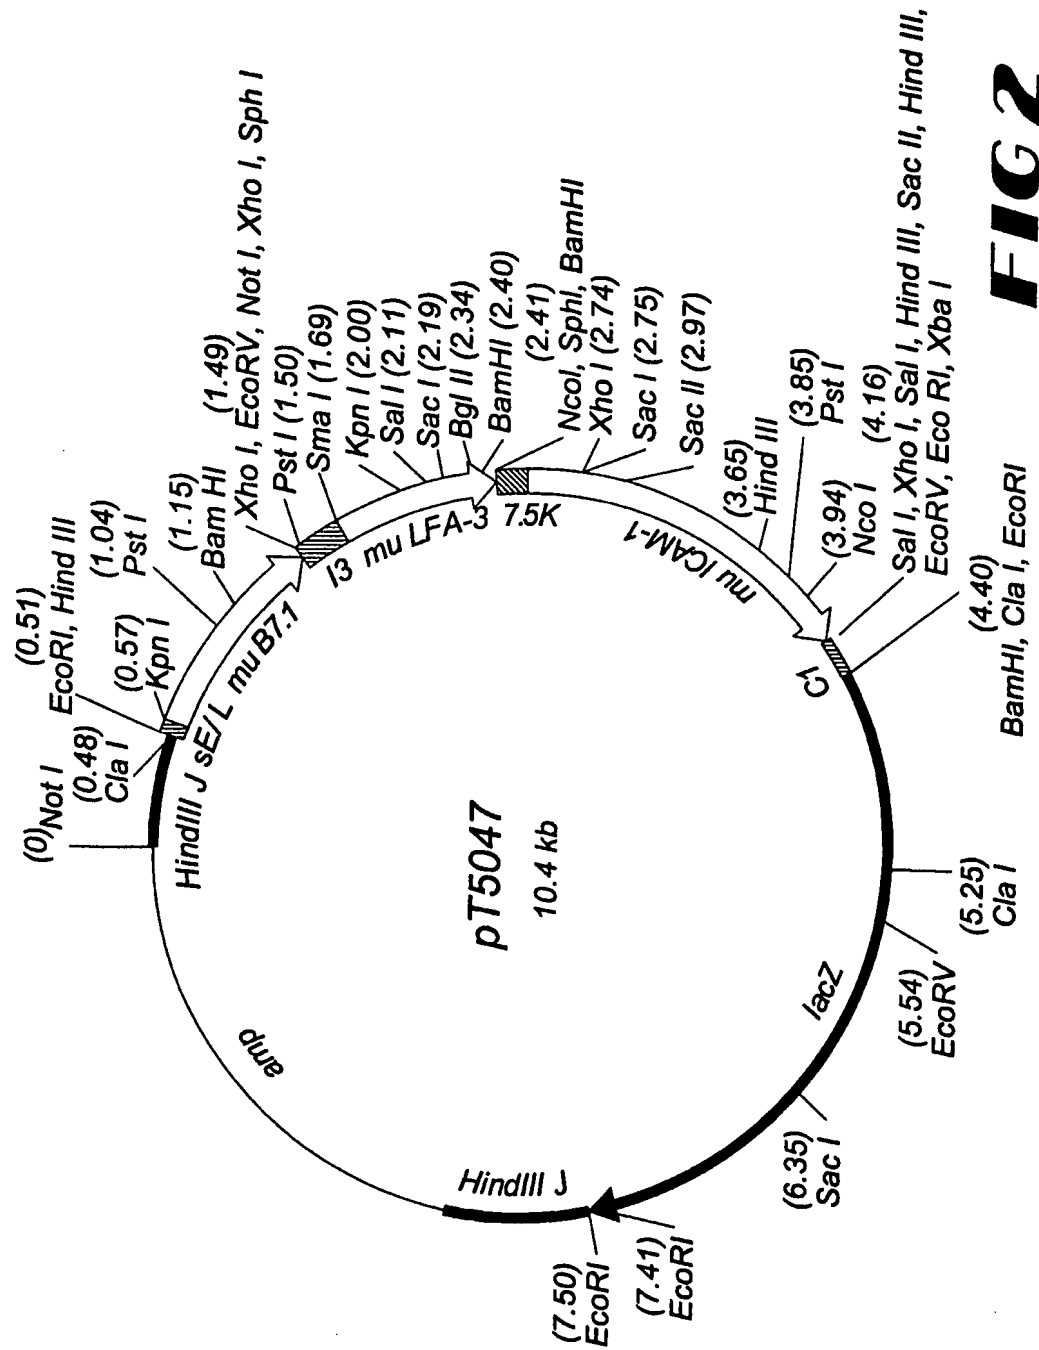 (0) Not I
(0.48)
Cla I
(0.51)
EcoRI, Hind III
(0.57)
Kpn I
(1.04)
Pst I
(1.15)
Bam HI
(1.49)
Xho I, EcoRV, Not I, Xho I, Sph I
Pst I (1.50)
Sma I (1.69)
Kpn I (2.00)
Sal I (2.11)
Sac I (2.19)
Bgl II (2.34)
BamHI (2.40)
(2.41)
NcoI, SphI, BamHI
Xho I (2.74)
Sac I (2.75)
Sac II (2.97)
(3.65)
Hind III
(3.85)
Pst I
(3.94)
Nco I
(4.16)
Sal I, Xho I, Sal I, Hind III, Sac II, Hind III,
EcoRV, Eco RI, Xba I
(4.40)
BamHI, Cla I, EcoRI
(5.25)
Cla I
(5.54)
EcoRV
(6.35)
Sac I
(7.41)
EcoRI
(7.50)
EcoRI
HindIII J
sE/L
mu B7.1
I3
mu LFA-3
7.5K
mu ICAM-1
C1
lacZ
HindIII J
amp
pT5047
10.4 kb
FIG 2